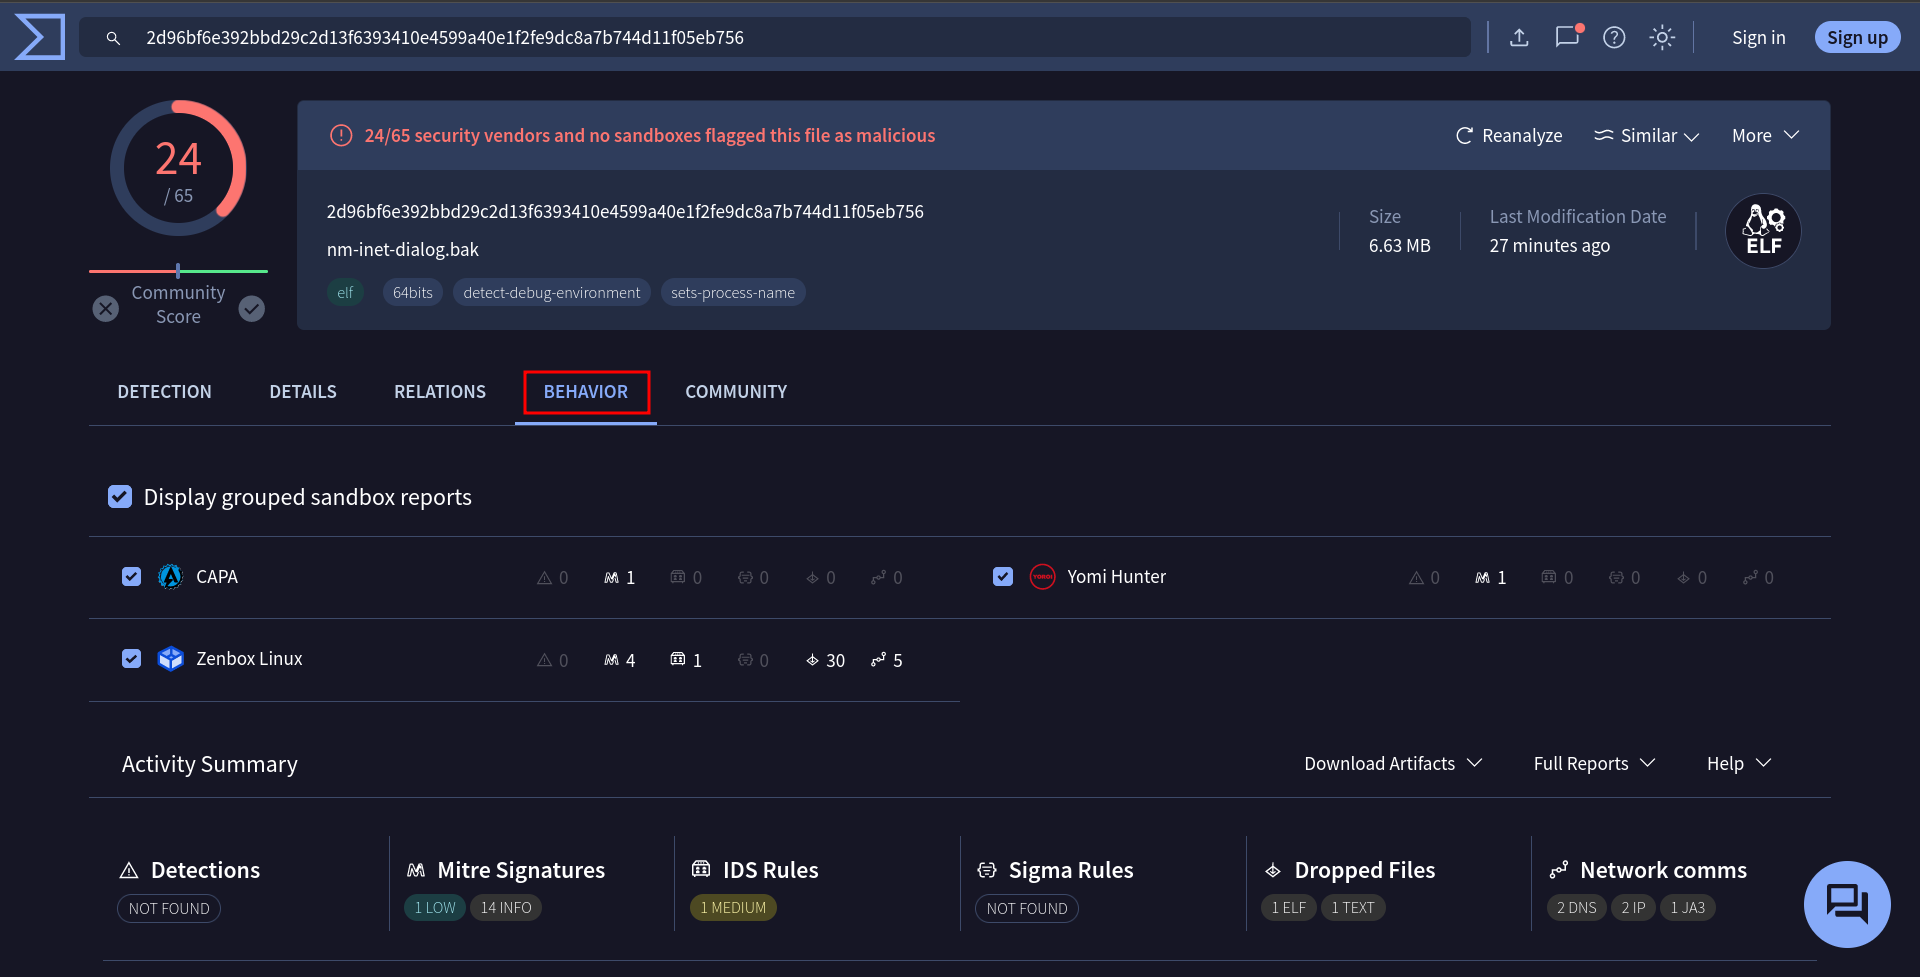 2d96bf6e392bbd29c2d13f6393410e4599a40e1f2fe9dc8a7b744d11f05eb756
Sign in
Sign up
24
/ 65
Community
Score
24/65 security vendors and no sandboxes flagged this file as malicious
Reanalyze
Similar
More
2d96bf6e392bbd29c2d13f6393410e4599a40e1f2fe9dc8a7b744d11f05eb756
nm-inet-dialog.bak
elf
64bits
detect-debug-environment
sets-process-name
Size
6.63 MB
Last Modification Date
27 minutes ago
ELF
DETECTION
DETAILS
RELATIONS
BEHAVIOR
COMMUNITY
Display grouped sandbox reports
CAPA 0 1 0 0 0 0
YOROI Yomi Hunter 0 1 0 0 0 0
Zenbox Linux 0 4 1 0 30 5
Activity Summary
Download Artifacts
Full Reports
Help
Detections
NOT FOUND
Mitre Signatures
1 LOW 14 INFO
IDS Rules
1 MEDIUM
Sigma Rules
NOT FOUND
Dropped Files
1 ELF 1 TEXT
Network comms
2 DNS 2 IP 1 JA3